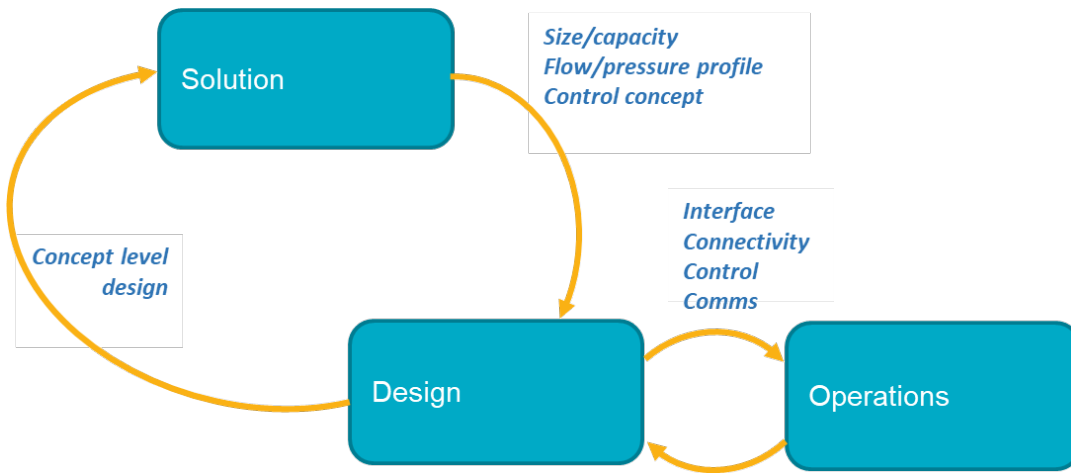 Solution
Size/capacity
Flow/pressure profile
Control concept
Concept level
design
Interface
Connectivity
Control
Comms
Design
Operations